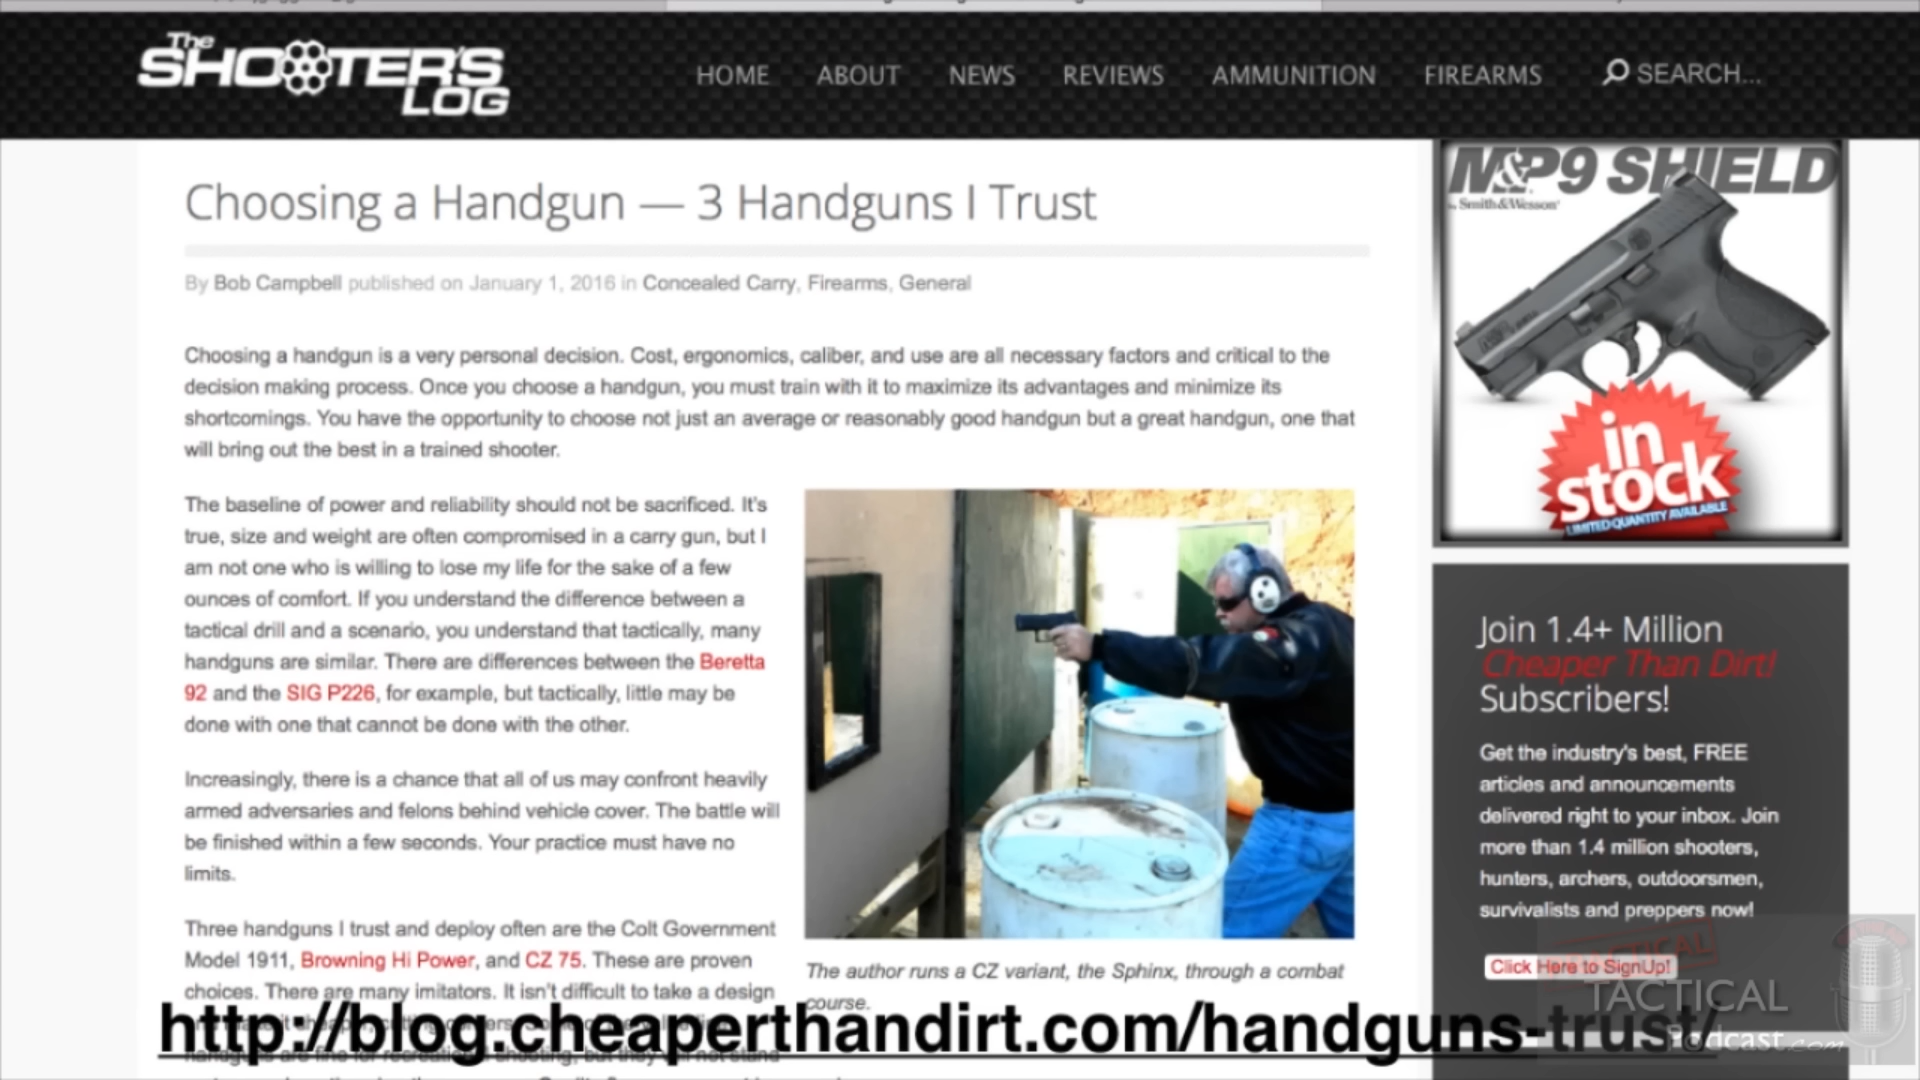 The
SHOOTER'S
LOG
HOME ABOUT NEWS REVIEWS AMMUNITION FIREARMS SEARCH...
Choosing a Handgun — 3 Handguns I Trust
By Bob Campbell published on January 1, 2016 in Concealed Carry, Firearms, General
Choosing a handgun is a very personal decision. Cost, ergonomics, caliber, and use are all necessary factors and critical to the
decision making process. Once you choose a handgun, you must train with it to maximize its advantages and minimize its
shortcomings. You have the opportunity to choose not just an average or reasonably good handgun but a great handgun, one that
will bring out the best in a trained shooter.
The baseline of power and reliability should not be sacrificed. It's
true, size and weight are often compromised in a carry gun, but I
am not one who is willing to lose my life for the sake of a few
ounces of comfort. If you understand the difference between a
tactical drill and a scenario, you understand that tactically, many
handguns are similar. There are differences between the Beretta
92 and the SIG P226, for example, but tactically, little may be
done with one that cannot be done with the other.
Increasingly, there is a chance that all of us may confront heavily
armed adversaries and felons behind vehicle cover. The battle will
be finished within a few seconds. Your practice must have no
limits.
Three handguns I trust and deploy often are the Colt Government
Model 1911, Browning Hi Power, and CZ 75. These are proven
choices. There are many imitators. It isn't difficult to take a design
handguns are fine for recreational shooting, but they will not stand
The author runs a CZ variant, the Sphinx, through a combat
course.
http://blog.cheaperthandirt.com/handguns-trust/
M&P9 SHIELD
Smith&Wesson
in
stock
LIMITED QUANTITY AVAILABLE
Join 1.4+ Million
Cheaper Than Dirt!
Subscribers!
Get the industry's best, FREE
articles and announcements
delivered right to your inbox. Join
more than 1.4 million shooters,
hunters, archers, outdoorsmen,
survivalists and preppers now!
Click Here to SignUp!
TACTICAL
TACTICAL
Podcast.com